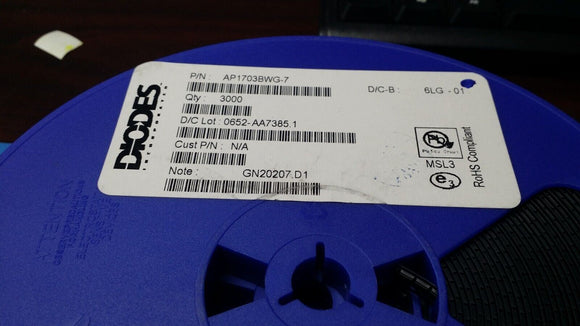 P/N : AP1703BWG-7
D/C-B : 6LG - 01
Qty : 3000
D/C Lot : 0652-AA7385.1
Cust P/N : N/A
Note : GN20207.D1
DIODES
INCORPORATED
MSL3
e3
RoHS Compliant